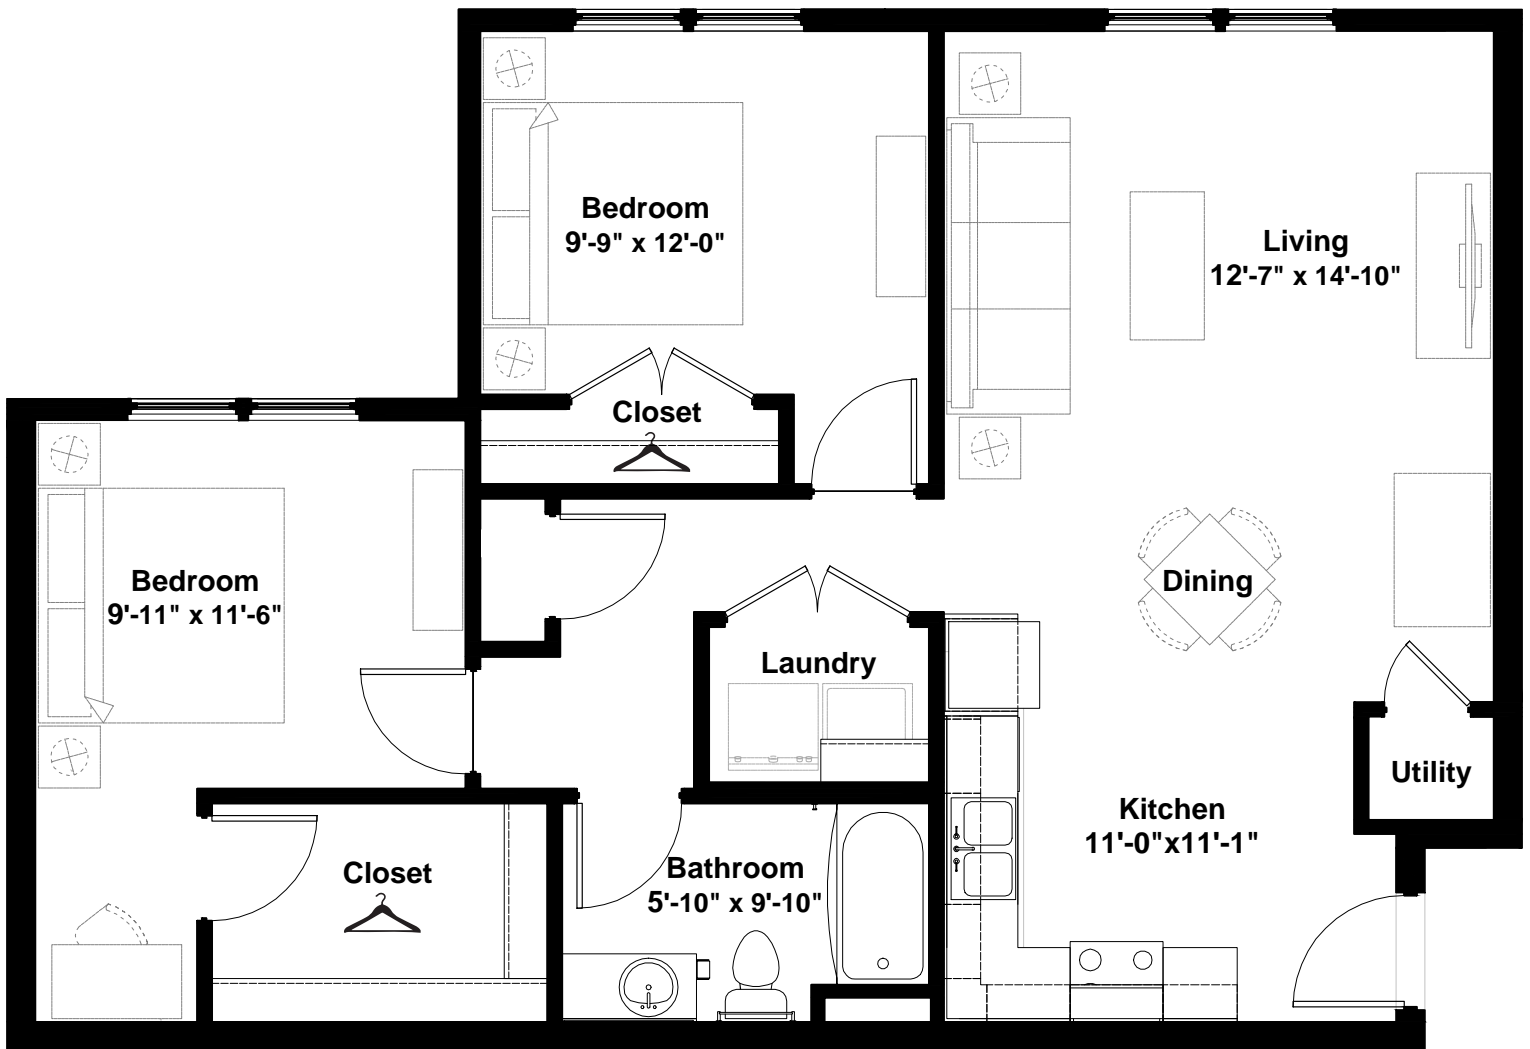 Bedroom
9'-9" x 12'-0"
Living
12'-7" x 14'-10"
Closet
Bedroom
9'-11" x 11'-6"
Dining
Laundry
Utility
Kitchen
11'-0"x11'-1"
Closet
Bathroom
5'-10" x 9'-10"